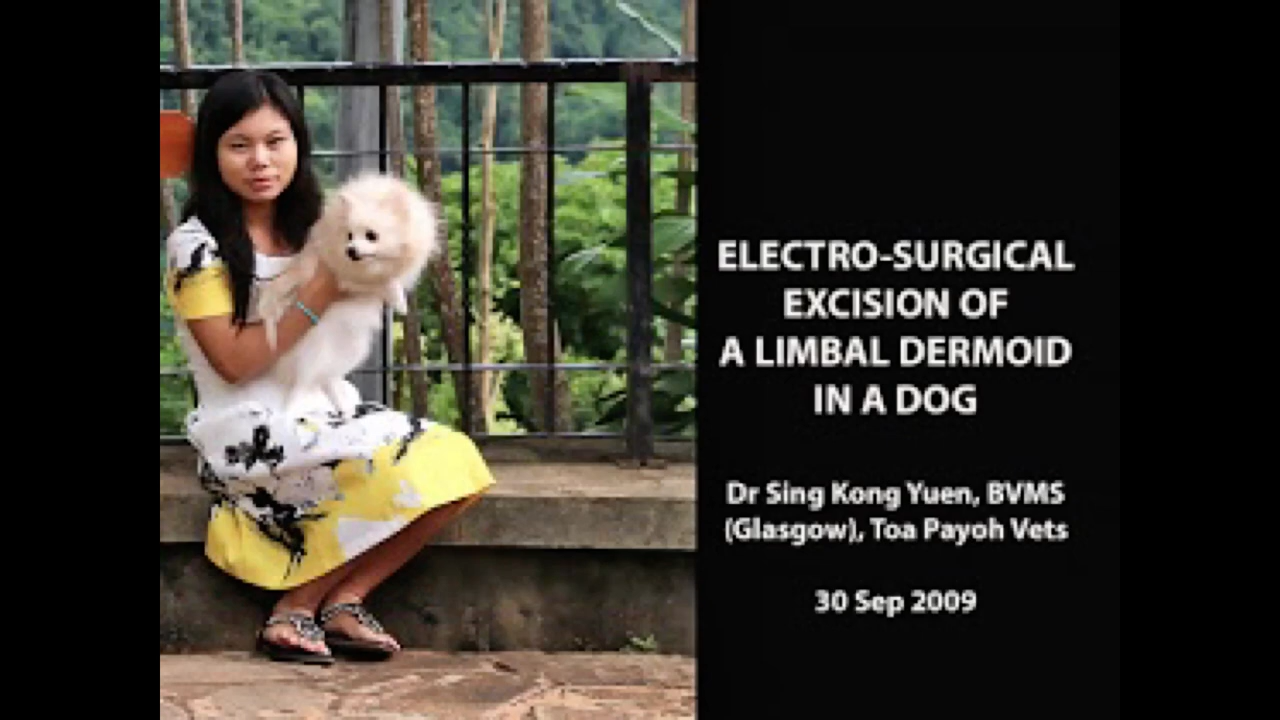 ELECTRO-SURGICAL
EXCISION OF
A LIMBAL DERMOID
IN A DOG
Dr Sing Kong Yuen, BVMS
(Glasgow), Toa Payoh Vets
30 Sep 2009